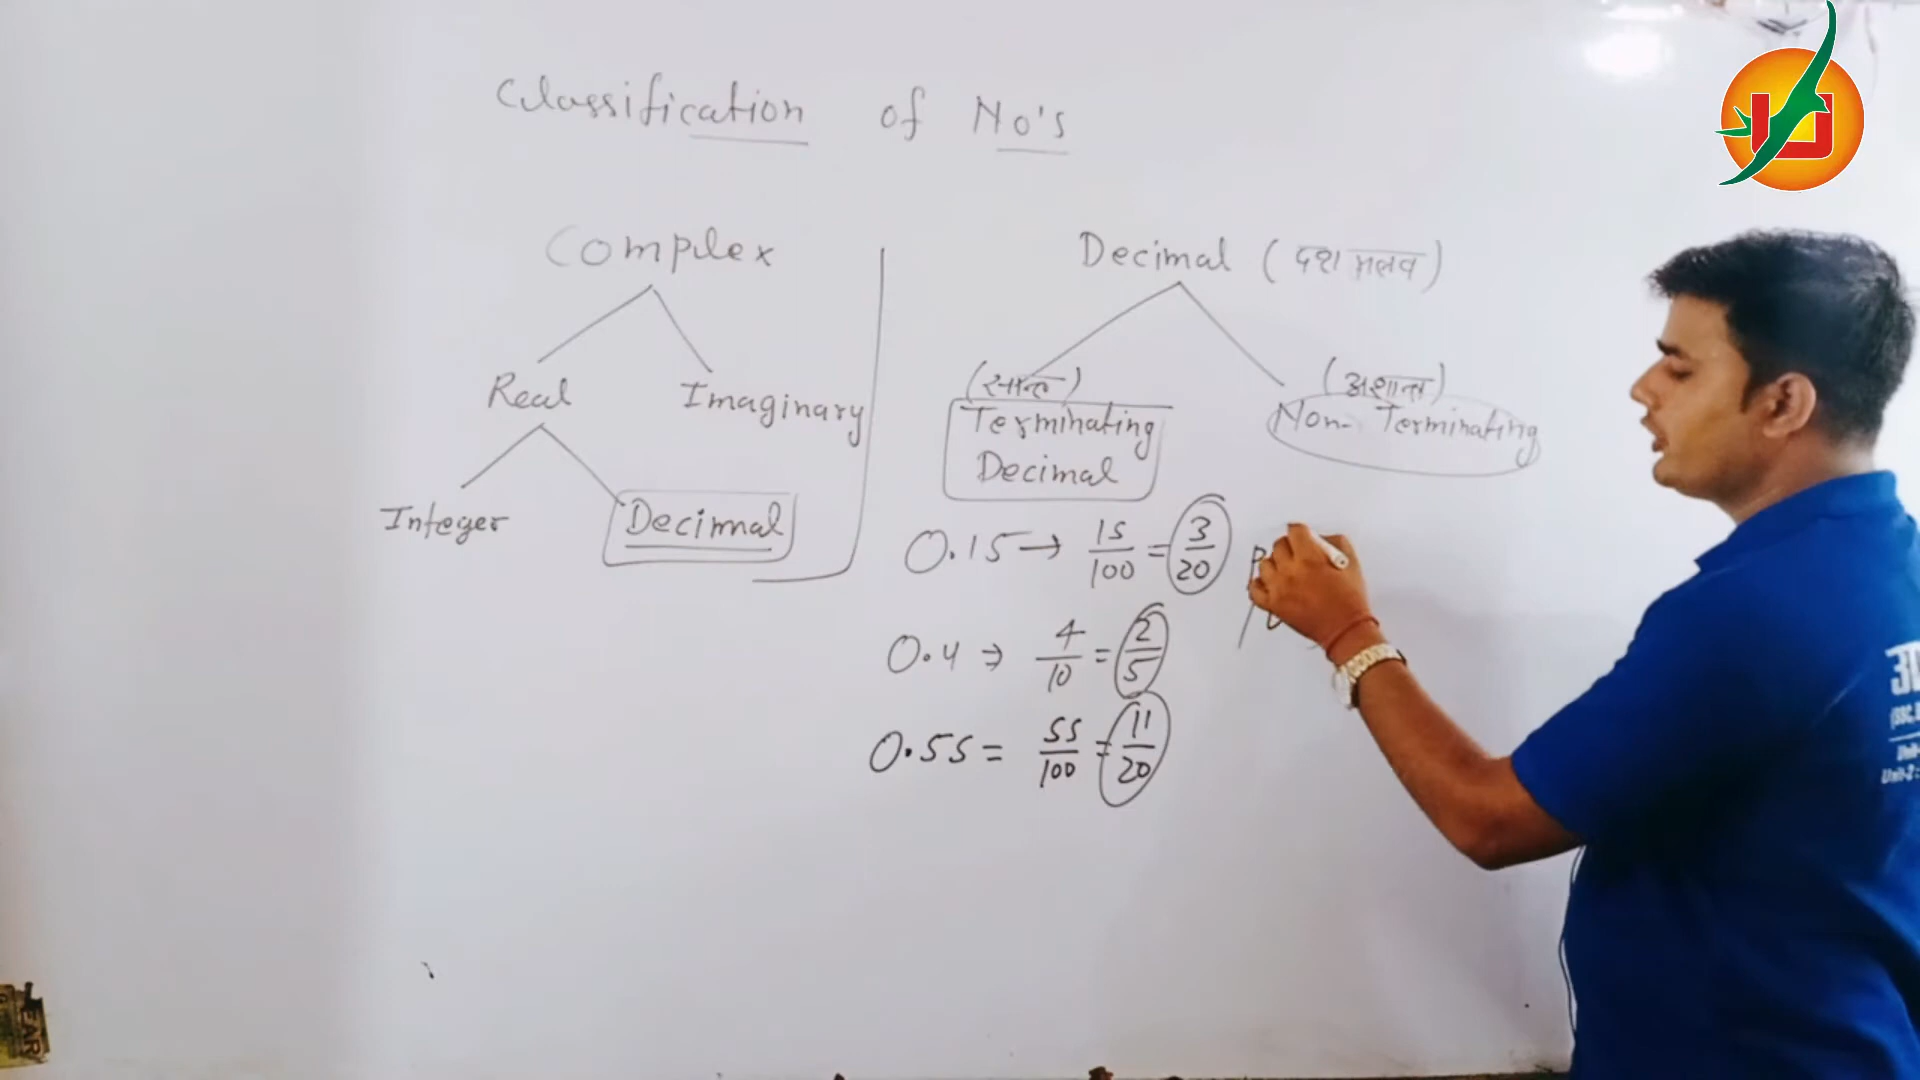 Classification of No's
Complex
Real
Imaginary
Integer
Decimal
Decimal (दशमलव)
(सान्त)
Terminating
Decimal
(अशान्त)
Non-Terminating
0.15 → 15/100 = 3/20
0.4 → 4/10 = 2/5
0.55 = 55/100 = 11/20